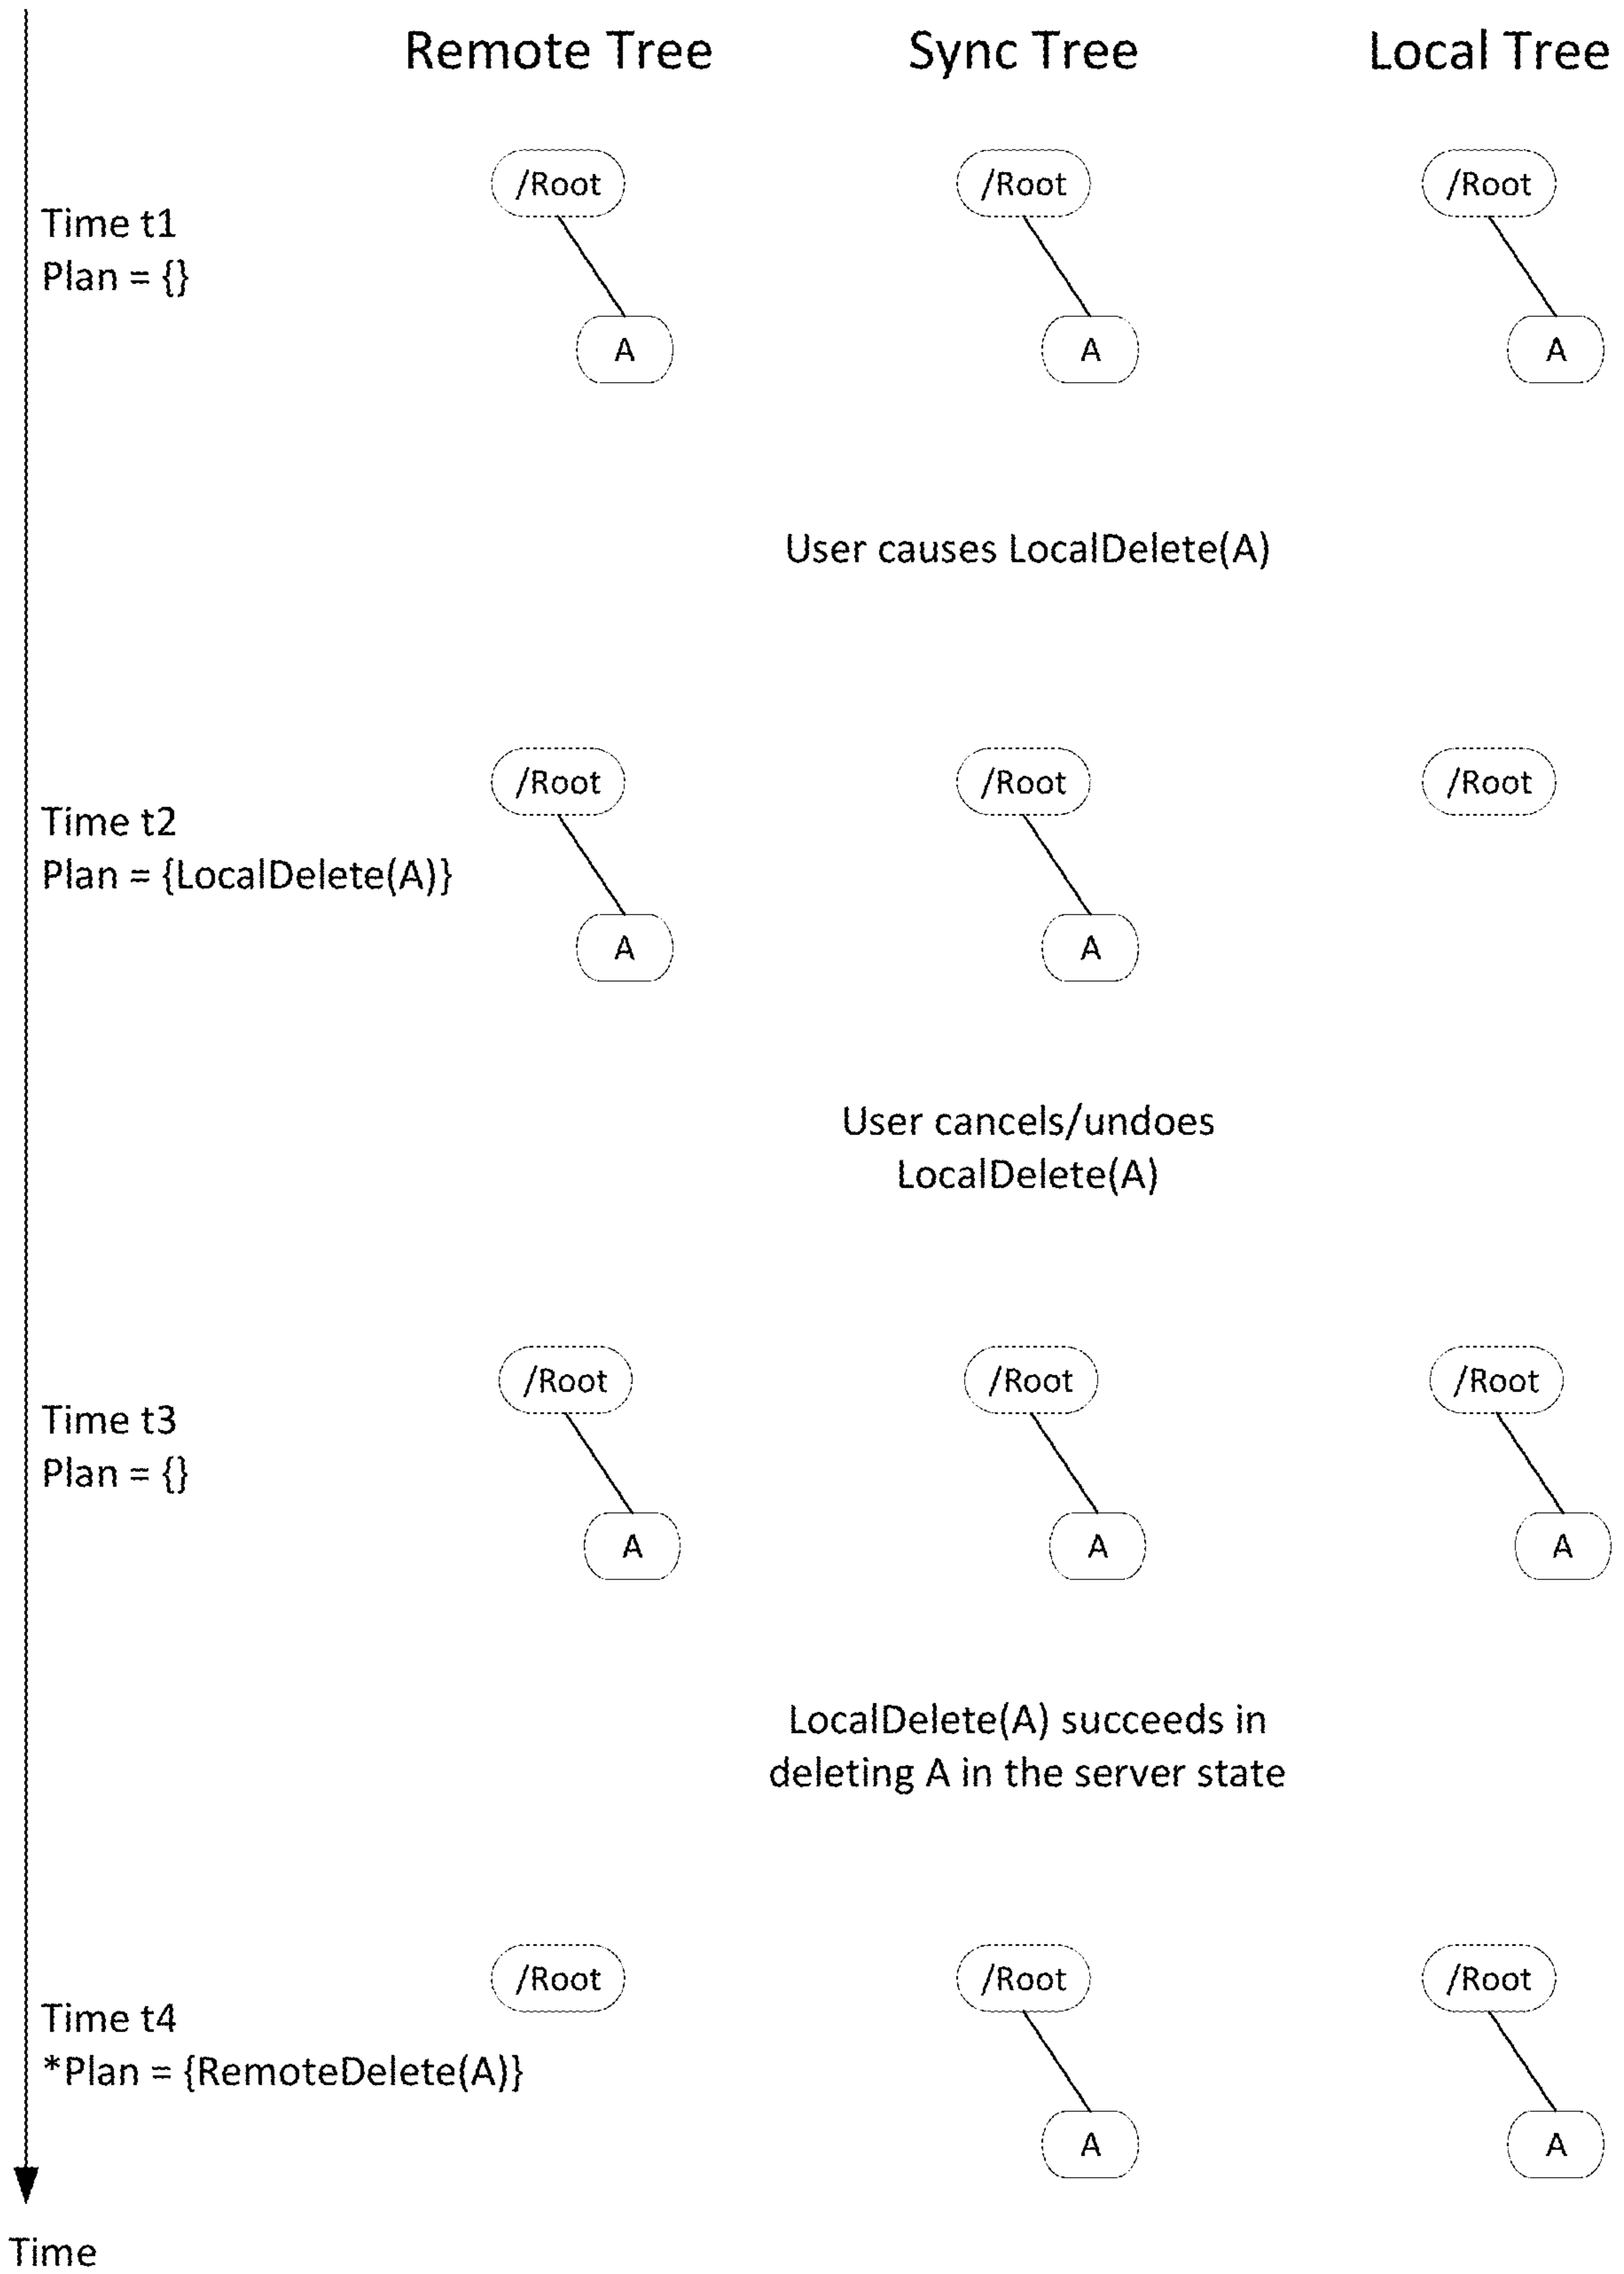 Remote Tree Sync Tree Local Tree
/Root /Root /Root
Time t1
Plan = {}
A A A
User causes LocalDelete(A)
/Root /Root /Root
Time t2
Plan = {LocalDelete(A)}
A A
User cancels/undoes
LocalDelete(A)
/Root /Root /Root
Time t3
Plan = {}
A A A
LocalDelete(A) succeeds in
deleting A in the server state
/Root /Root /Root
Time t4
*Plan = {RemoteDelete(A)}
A A
Time